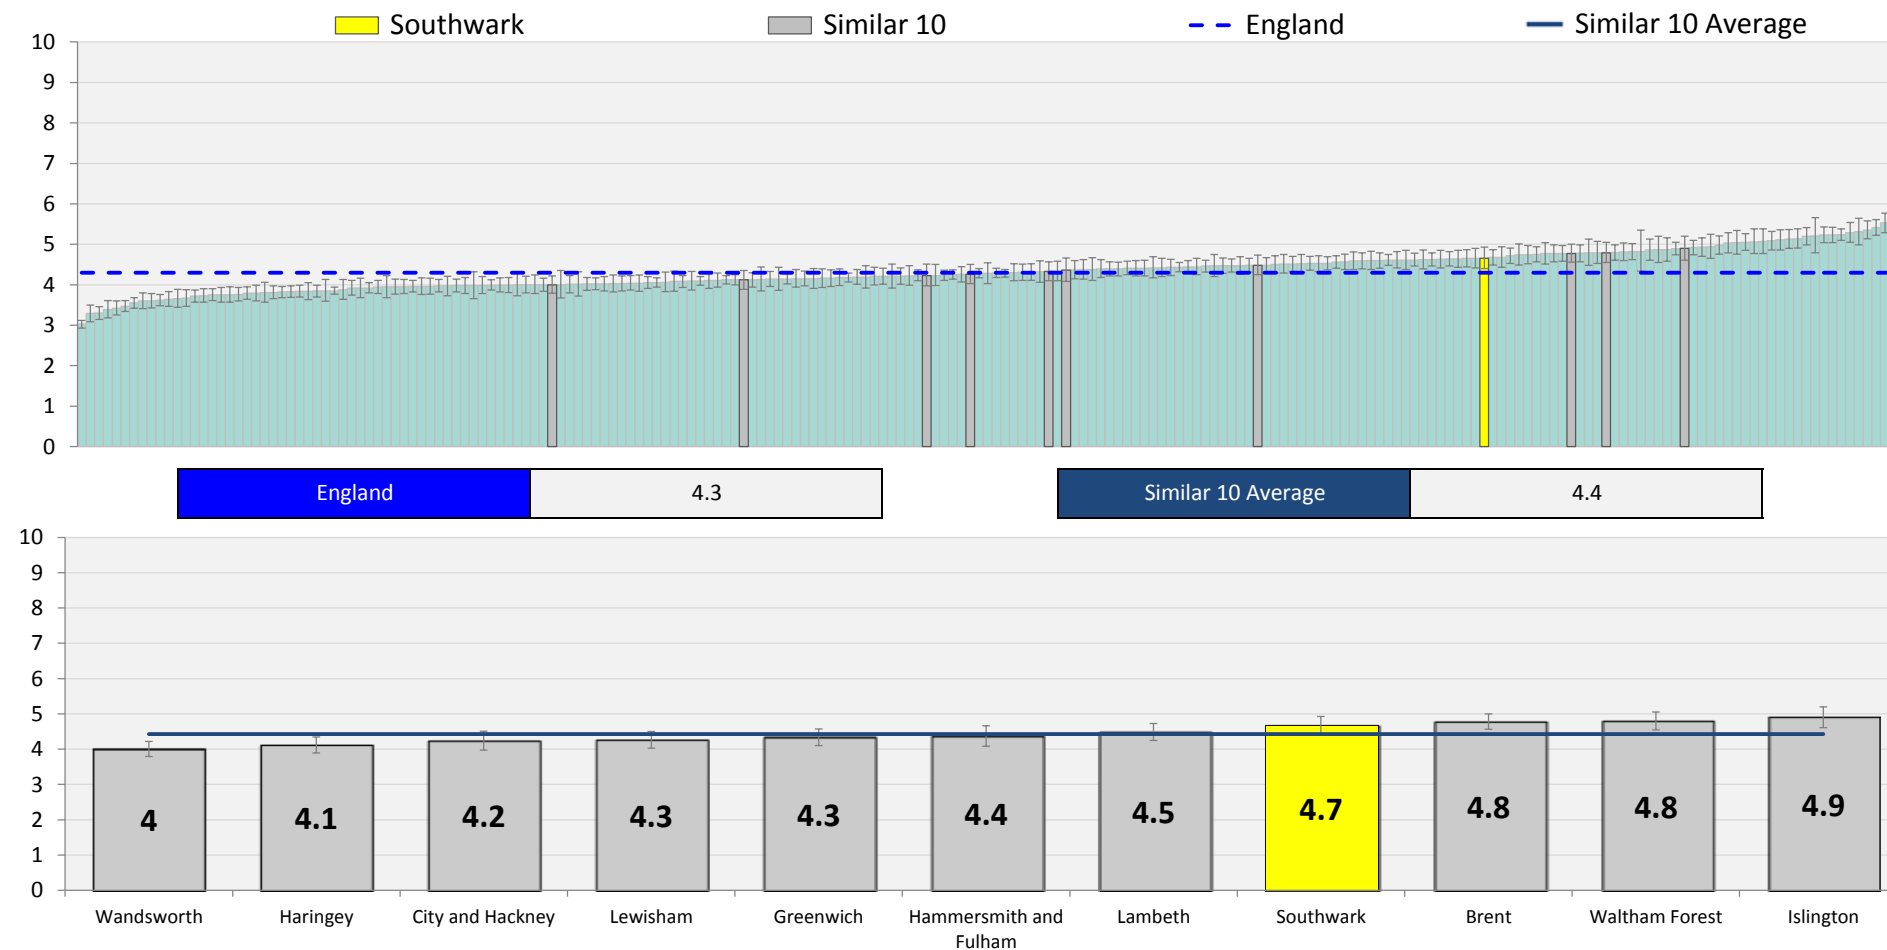 Southwark
Similar 10
England
Similar 10 Average
10
9
8
7
6
5
4
3
2
1
0
England
4.3
Similar 10 Average
4.4
10
9
8
7
6
5
4
3
2
1
0
4
4.1
4.2
4.3
4.3
4.4
4.5
4.7
4.8
4.8
4.9
Wandsworth
Haringey
City and Hackney
Lewisham
Greenwich
Hammersmith and
Fulham
Lambeth
Southwark
Brent
Waltham Forest
Islington